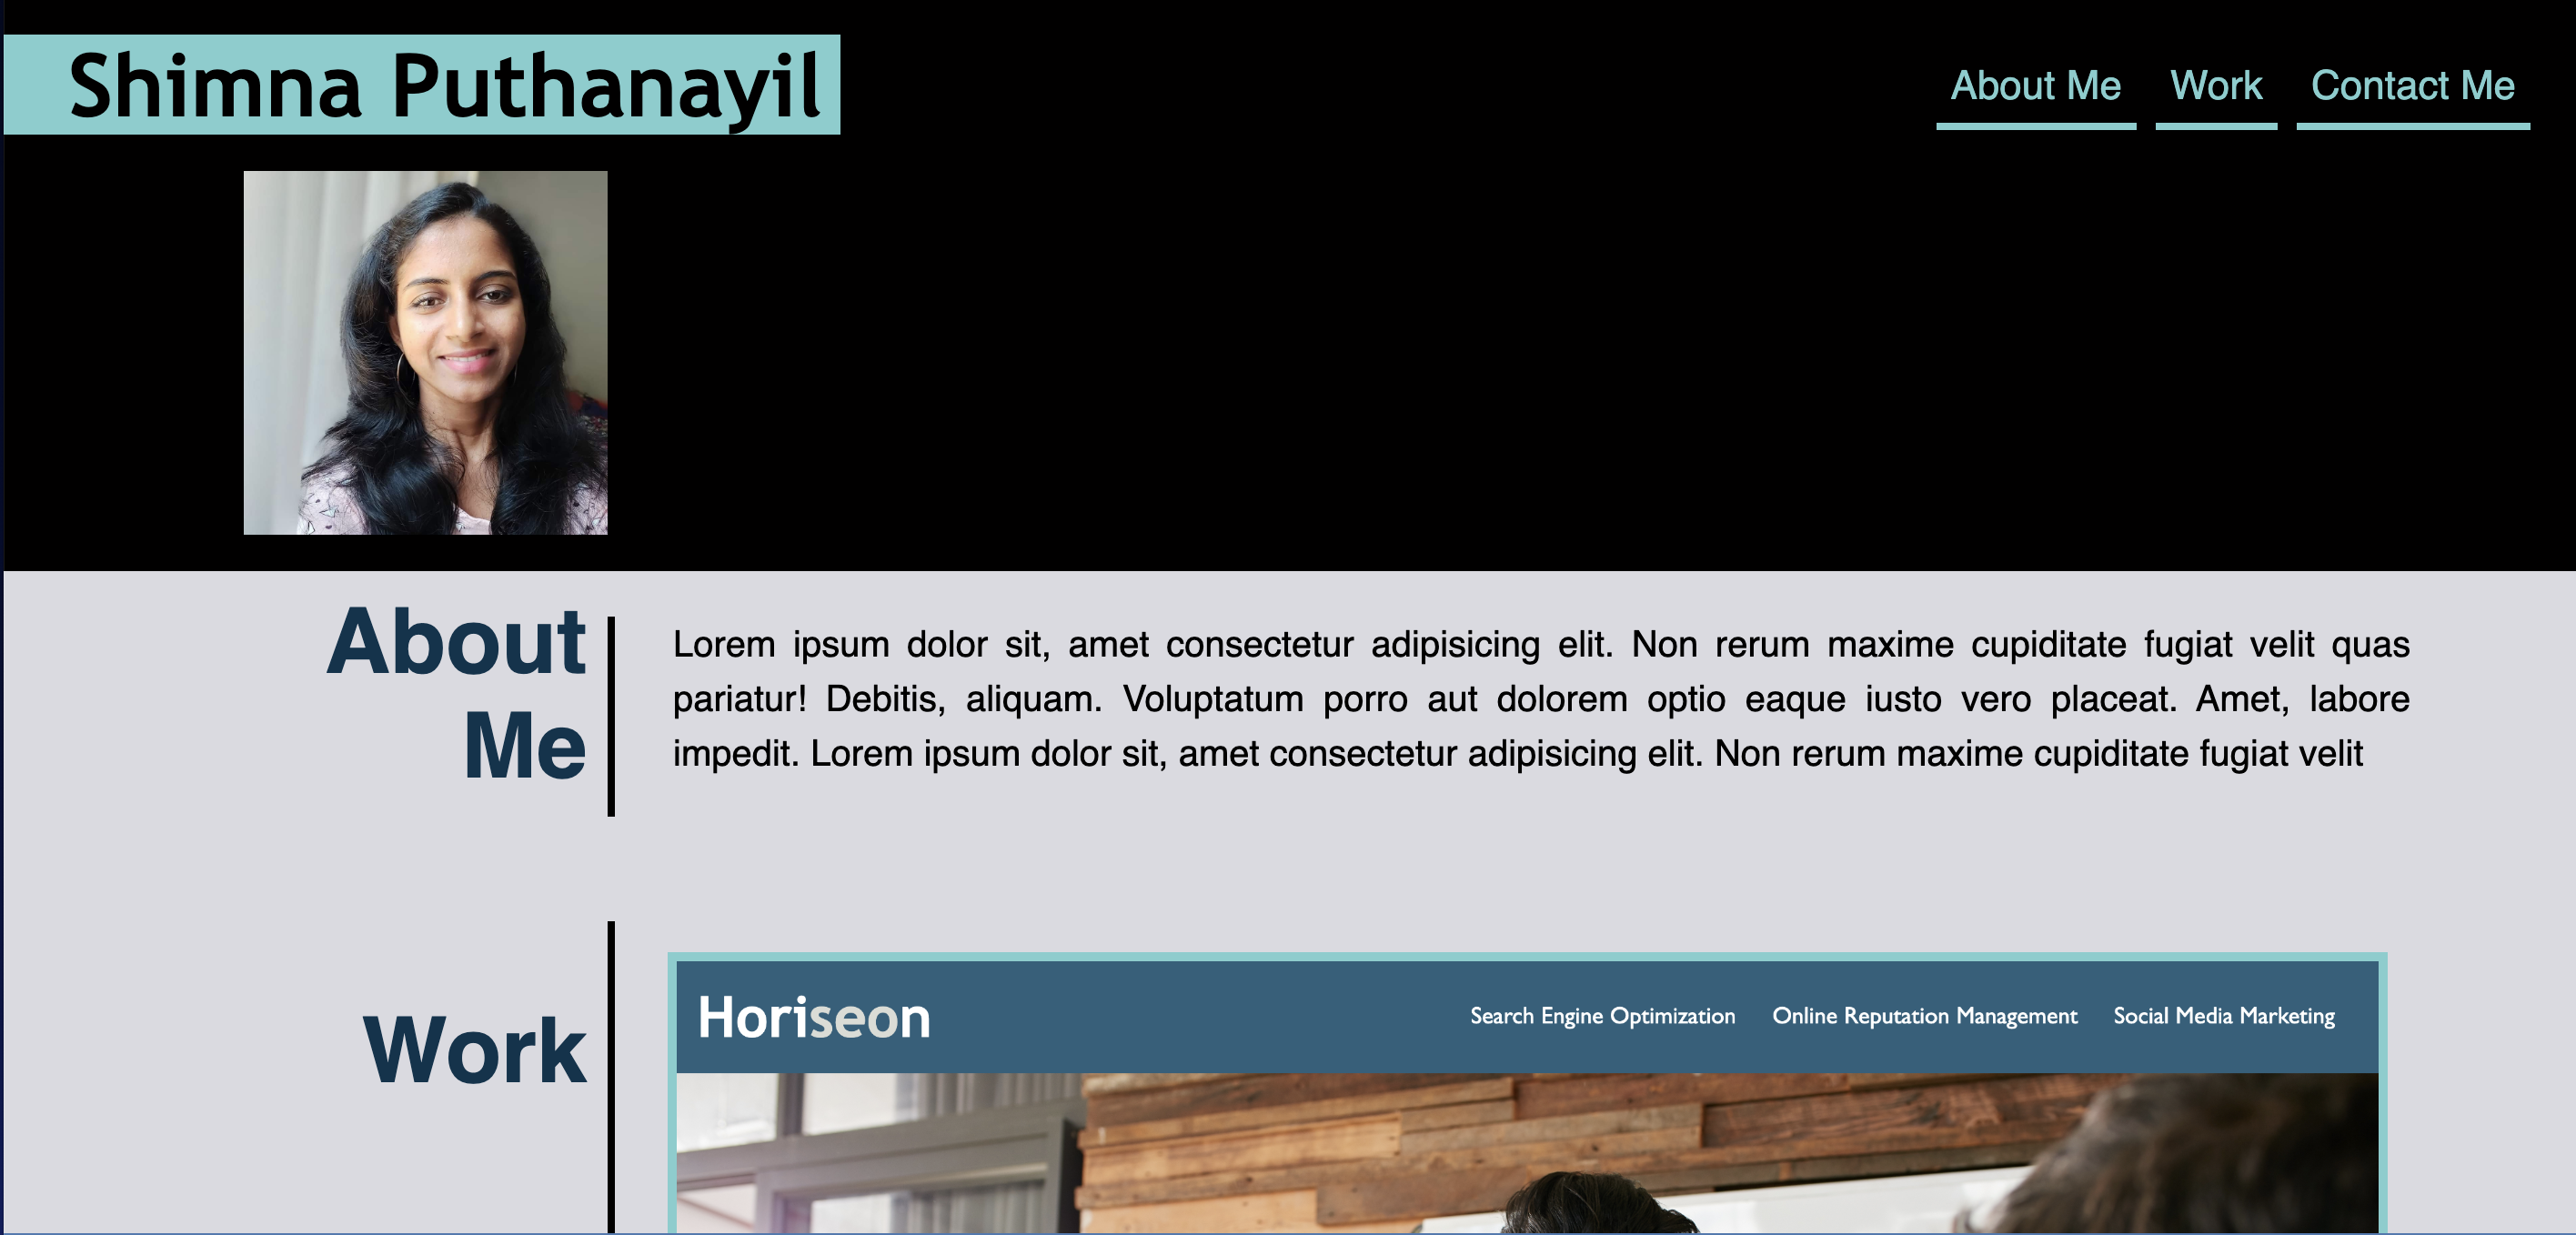 Shimna Puthanayil
About Me Work Contact Me
About
Me
Lorem ipsum dolor sit, amet consectetur adipisicing elit. Non rerum maxime cupiditate fugiat velit quas
pariatur! Debitis, aliquam. Voluptatum porro aut dolorem optio eaque iusto vero placeat. Amet, labore
impedit. Lorem ipsum dolor sit, amet consectetur adipisicing elit. Non rerum maxime cupiditate fugiat velit
Work
Horiseon
Search Engine Optimization Online Reputation Management Social Media Marketing